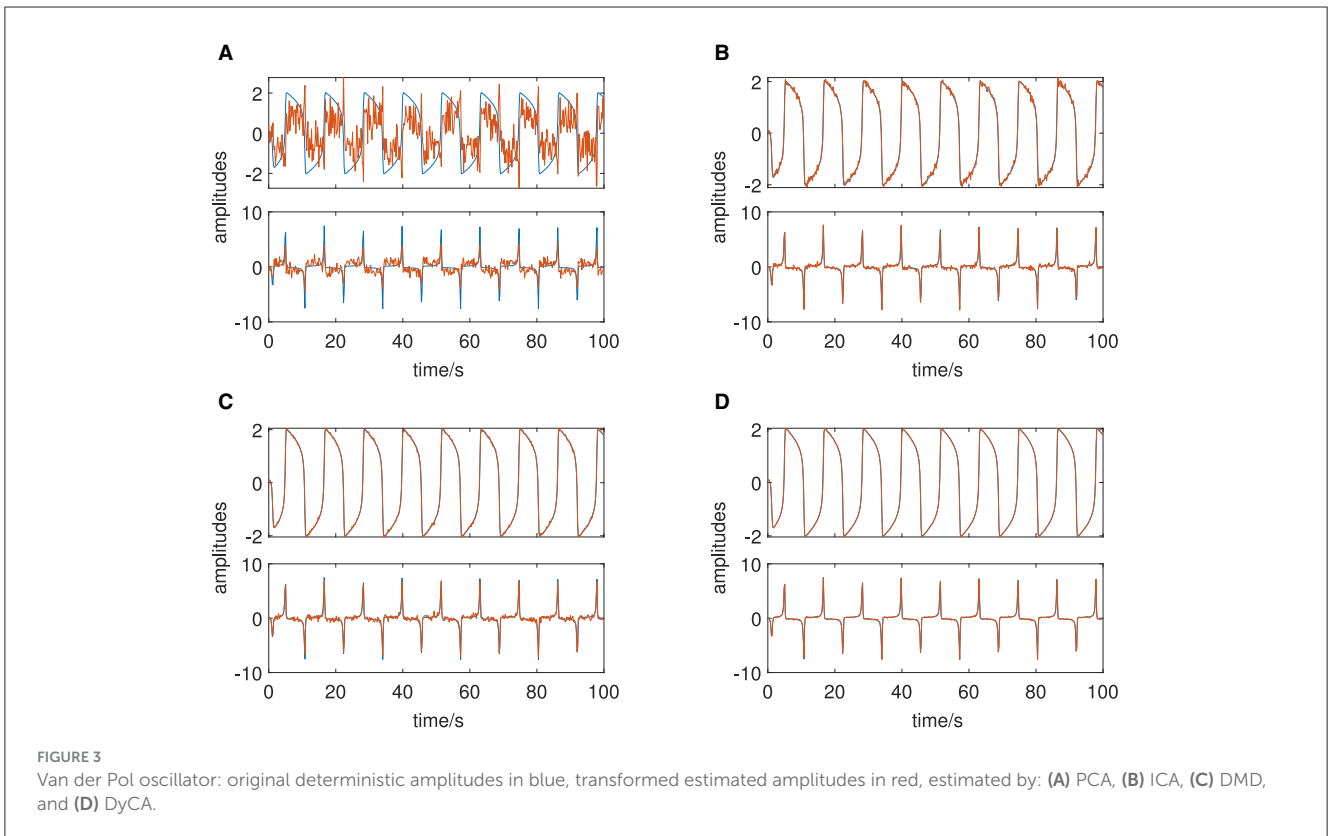 A
2
0
-2
amplitudes
10
0
-10
0 20 40 60 80 100
time/s
B
2
0
-2
amplitudes
10
0
-10
0 20 40 60 80 100
time/s
C
2
0
-2
amplitudes
10
0
-10
0 20 40 60 80 100
time/s
D
2
0
-2
amplitudes
10
0
-10
0 20 40 60 80 100
time/s
FIGURE 3
Van der Pol oscillator: original deterministic amplitudes in blue, transformed estimated amplitudes in red, estimated by: (A) PCA, (B) ICA, (C) DMD,
and (D) DyCA.